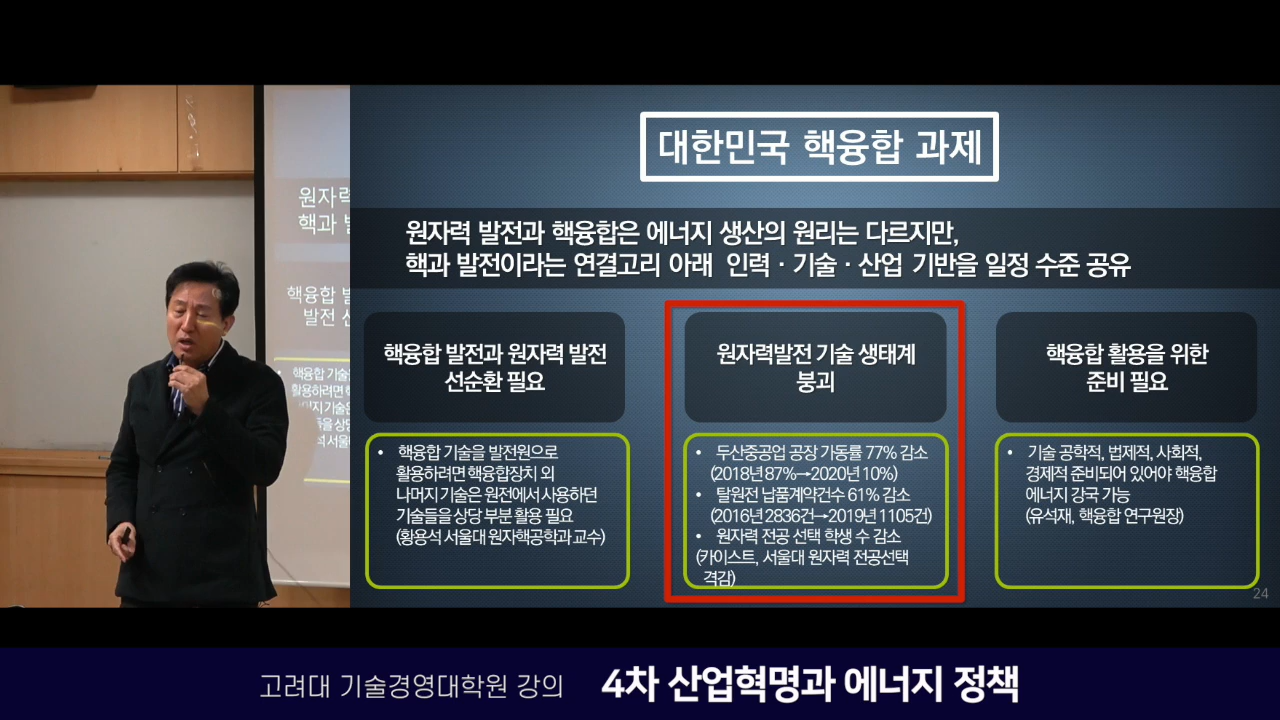 대한민국 핵융합 과제
원자력 발전과 핵융합은 에너지 생산의 원리는 다르지만,
핵과 발전이라는 연결고리 아래 인력 · 기술 · 산업 기반을 일정 수준 공유
핵융합 발전과 원자력 발전
선순환 필요
• 핵융합 기술을 발전원으로
활용하려면 핵융합장치 외
나머지 기술은 원전에서 사용하던
기술들을 상당 부분 활용 필요
(황용석 서울대 원자핵공학과 교수)
원자력발전 기술 생태계
붕괴
• 두산중공업 공장 가동률 77% 감소
(2018년 87%→2020년 10%)
• 탈원전 납품계약건수 61% 감소
(2016년 2836건→2019년 1105건)
• 원자력 전공 선택 학생 수 감소
(카이스트, 서울대 원자력 전공선택
격감)
핵융합 활용을 위한
준비 필요
• 기술 공학적, 법제적, 사회적,
경제적 준비되어 있어야 핵융합
에너지 강국 가능
(유석재, 핵융합 연구원장)
24
원자력
핵과
핵융합
발전
• 핵융합 기술
활용하려면
고려대 기술경영대학원 강의 4차 산업혁명과 에너지 정책